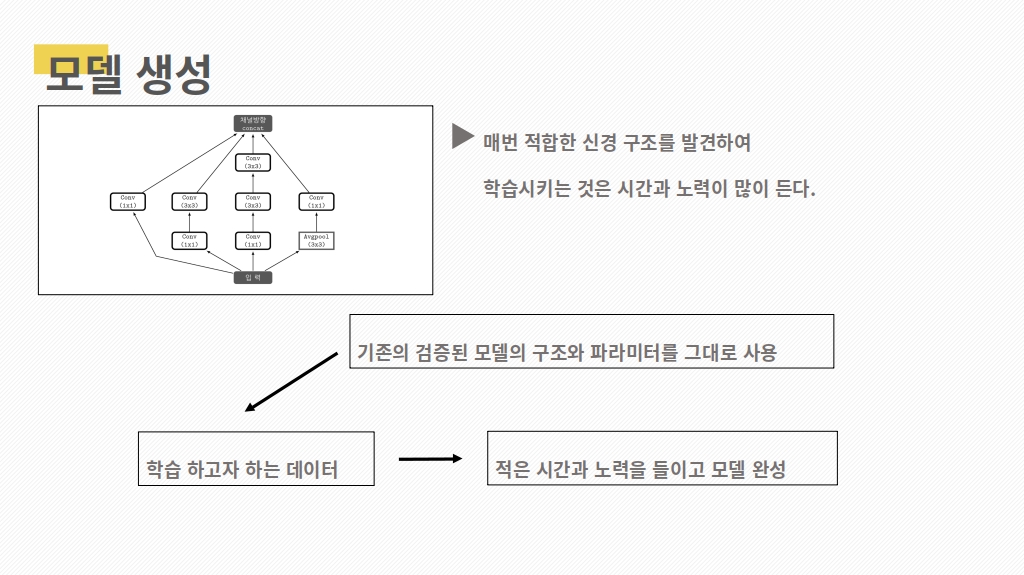 모델 생성
채널방향
concat
Conv
(3x3)
Conv
(1x1)
Conv
(3x3)
Conv
(3x3)
Conv
(1x1)
Conv
(1x1)
Conv
(1x1)
Avgpool
(3x3)
입 력
매번 적합한 신경 구조를 발견하여
학습시키는 것은 시간과 노력이 많이 든다.
기존의 검증된 모델의 구조와 파라미터를 그대로 사용
학습 하고자 하는 데이터
적은 시간과 노력을 들이고 모델 완성